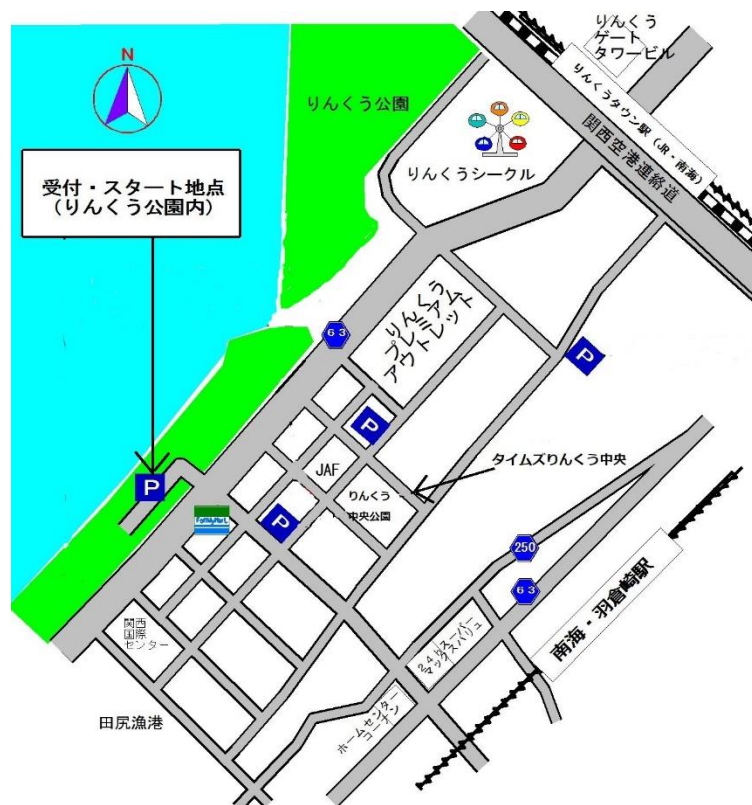 N
りんくう
ゲート
タワービル
りんくうタウン駅(JR・南海)
関西空港連絡道
りんくう公園
りんくうシークル
受付・スタート地点
(りんくう公園内)
63
りんくう
プレミアム
アウトレット
P
P
P
JAF
タイムズりんくう中央
りんくう
中央公園
FamilyMart
P
250
63
南海・羽倉崎駅
関西
国際
センター
24hスーパー
マックスバリュ
ホームセンター
コーナン
田尻漁港